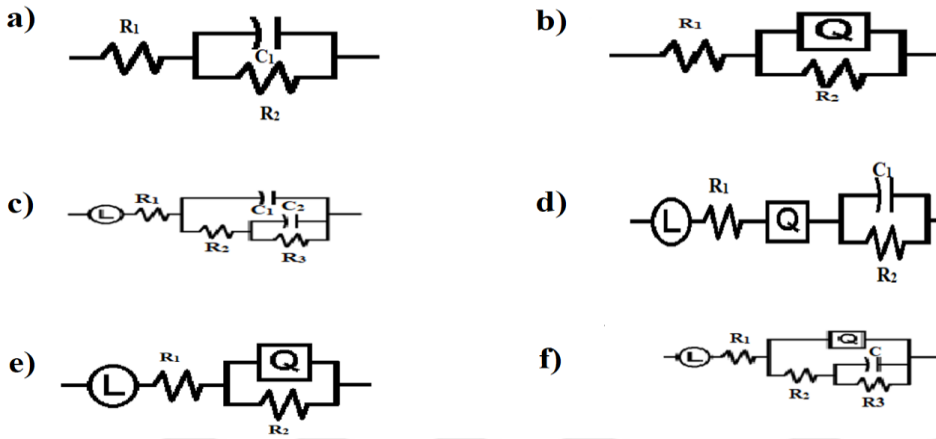 a)
R₁
C₁
R₂
b)
R₁
Q
R₂
c)
L
R₁
C₁
C₂
R₂
R₃
d)
L
R₁
Q
C₁
R₂
e)
L
R₁
Q
R₂
f)
L
R₁
Q
C
R₂
R3